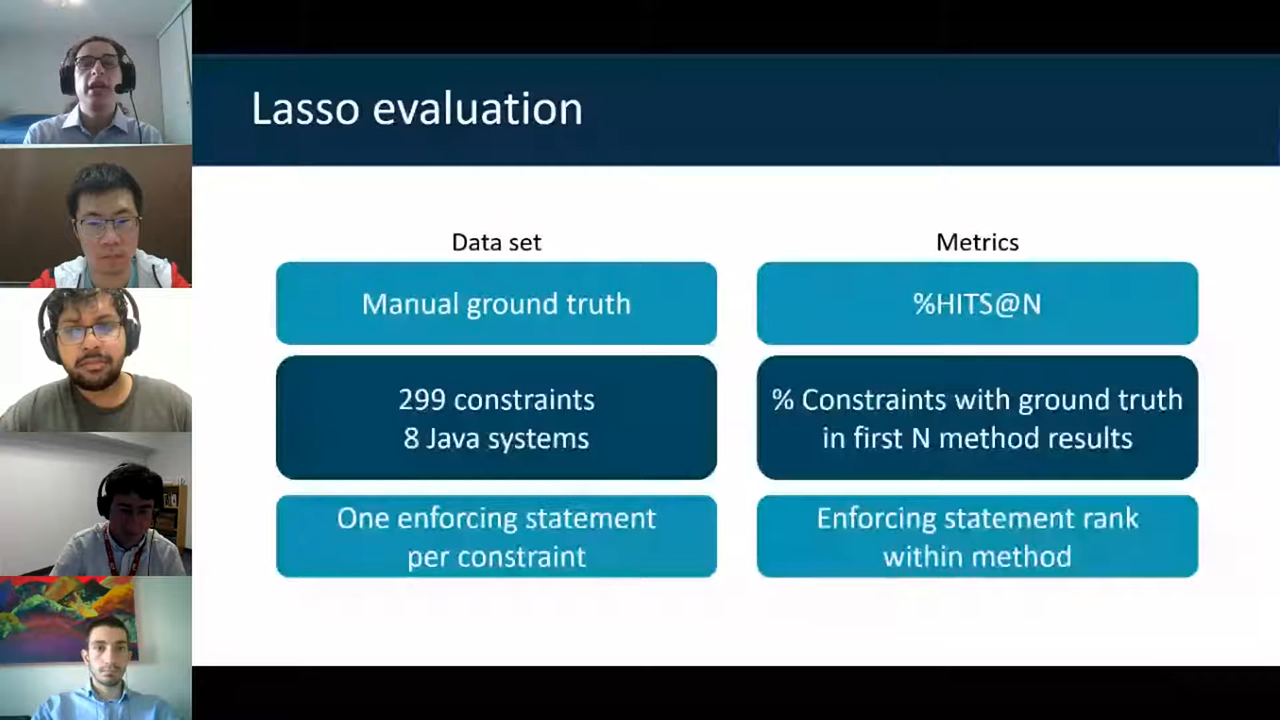 Lasso evaluation
Data set
Manual ground truth
299 constraints
8 Java systems
One enforcing statement
per constraint
Metrics
%HITS@N
% Constraints with ground truth
in first N method results
Enforcing statement rank
within method